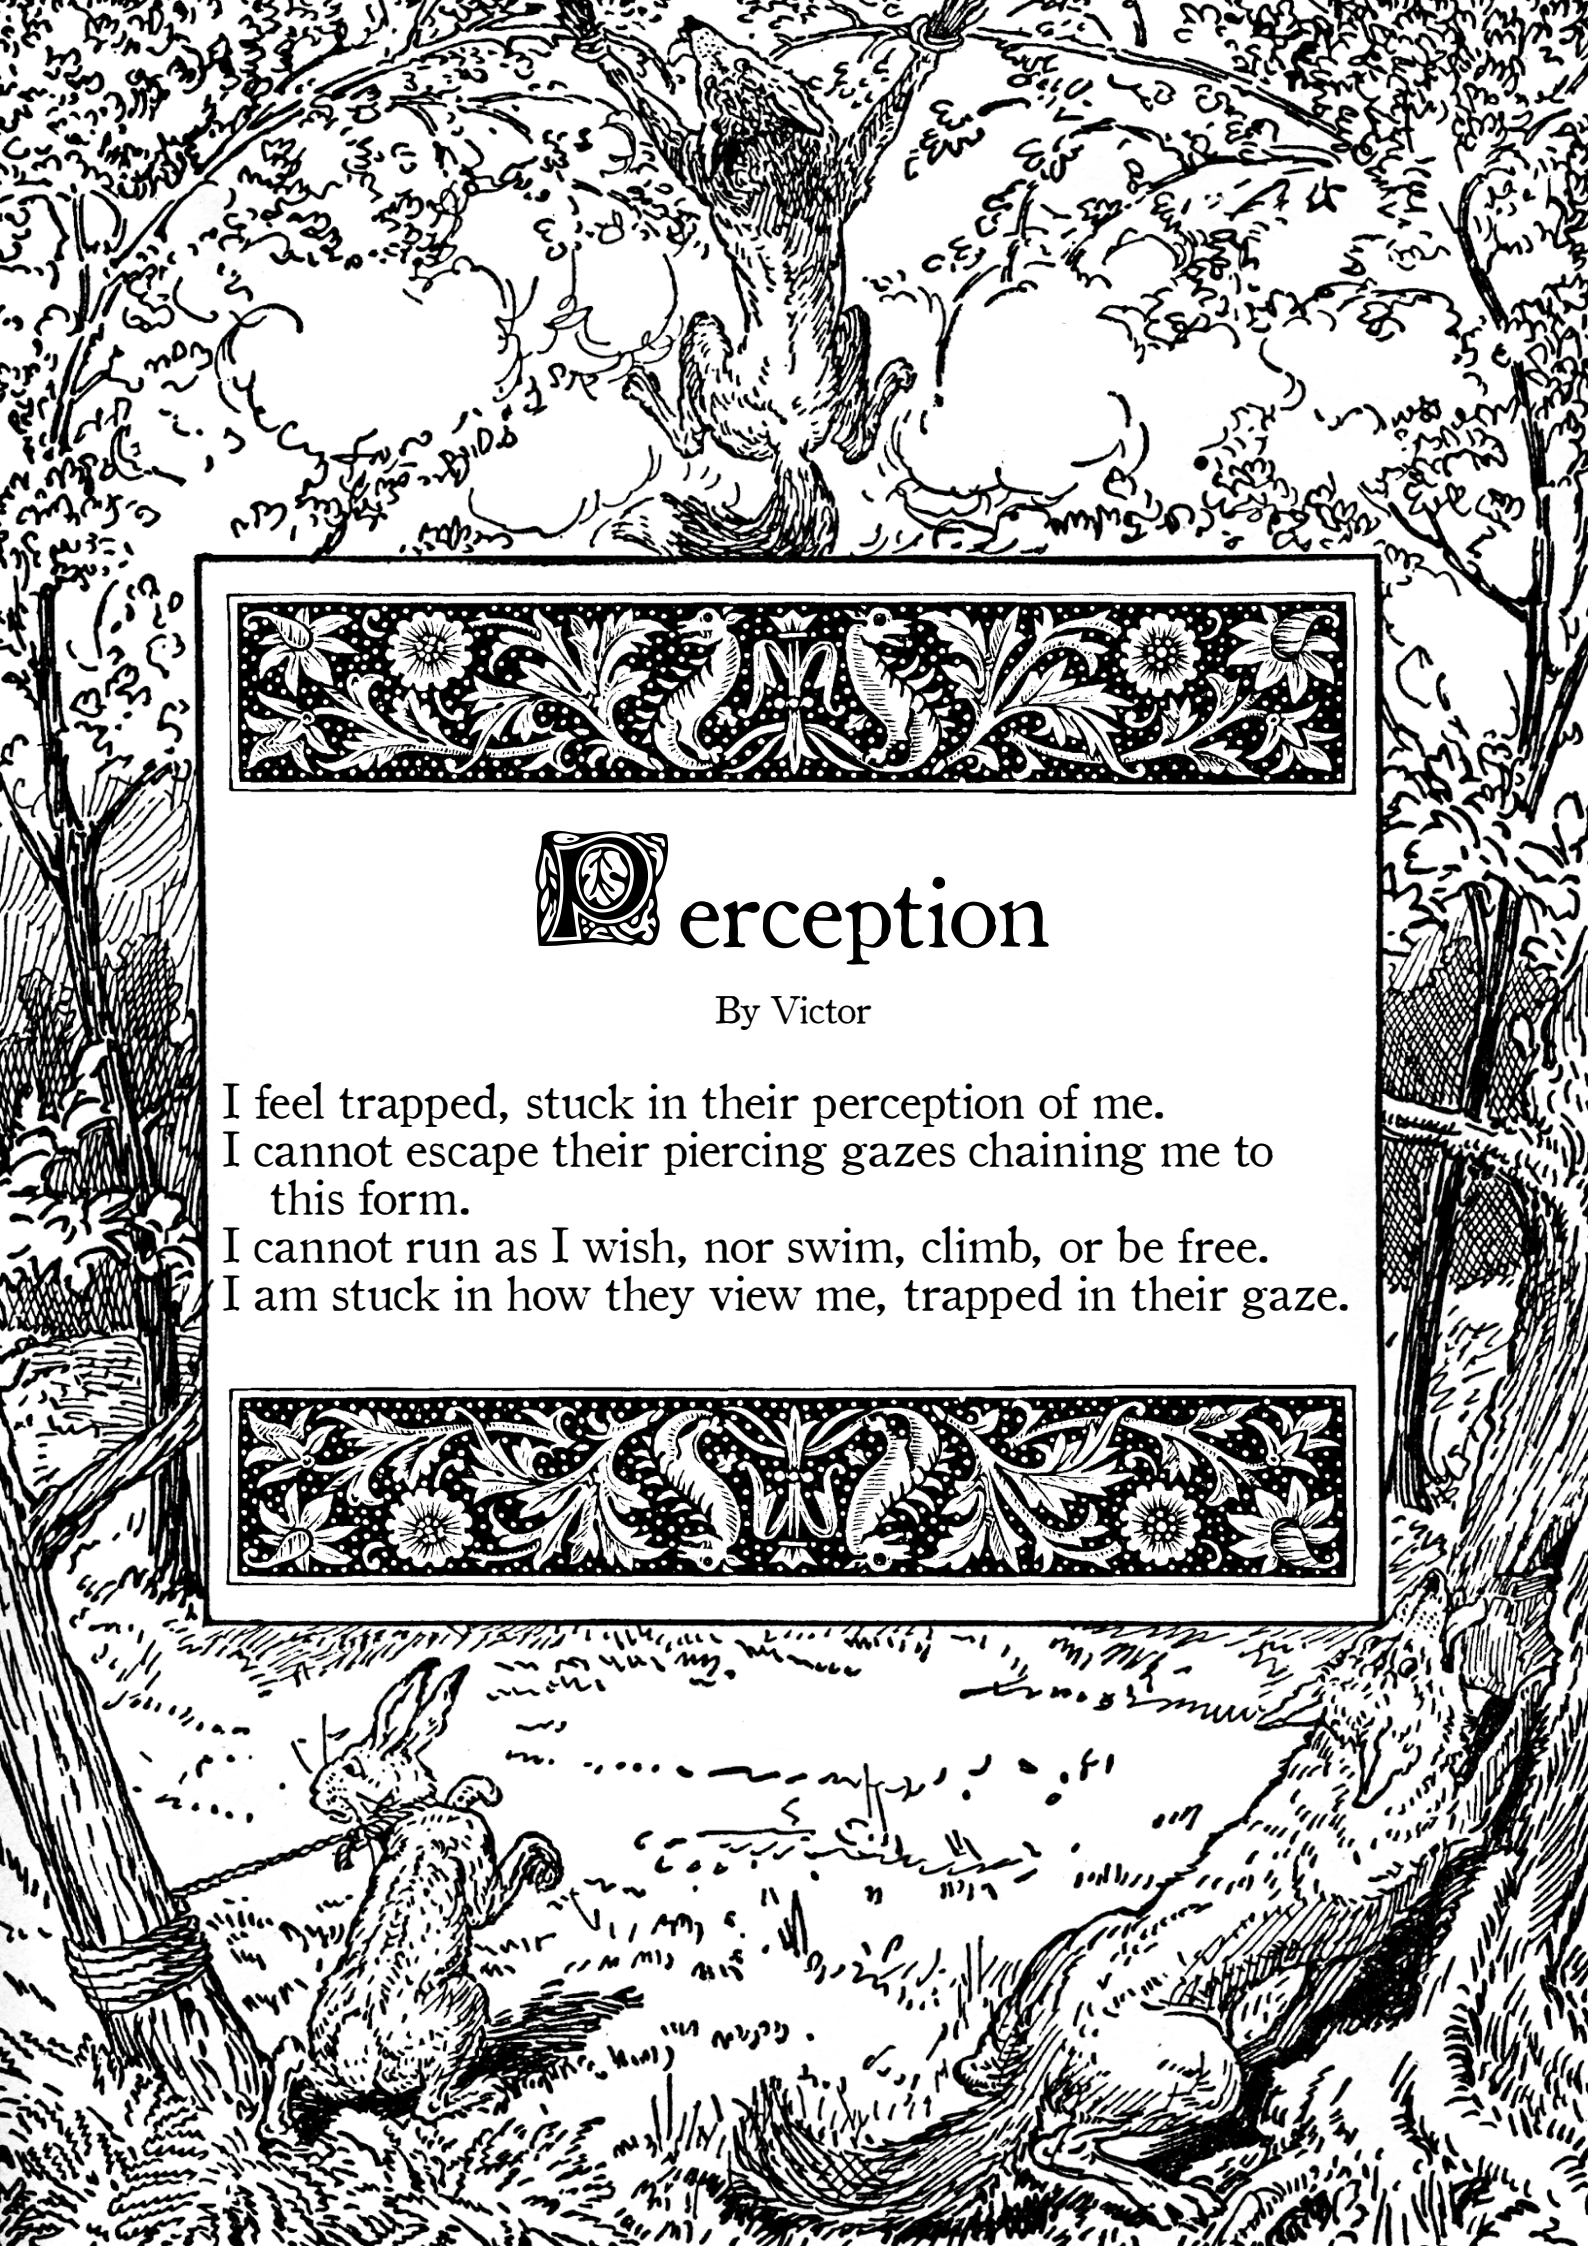 Perception
By Victor
I feel trapped, stuck in their perception of me.
I cannot escape their piercing gazes chaining me to
this form.
I cannot run as I wish, nor swim, climb, or be free.
I am stuck in how they view me, trapped in their gaze.